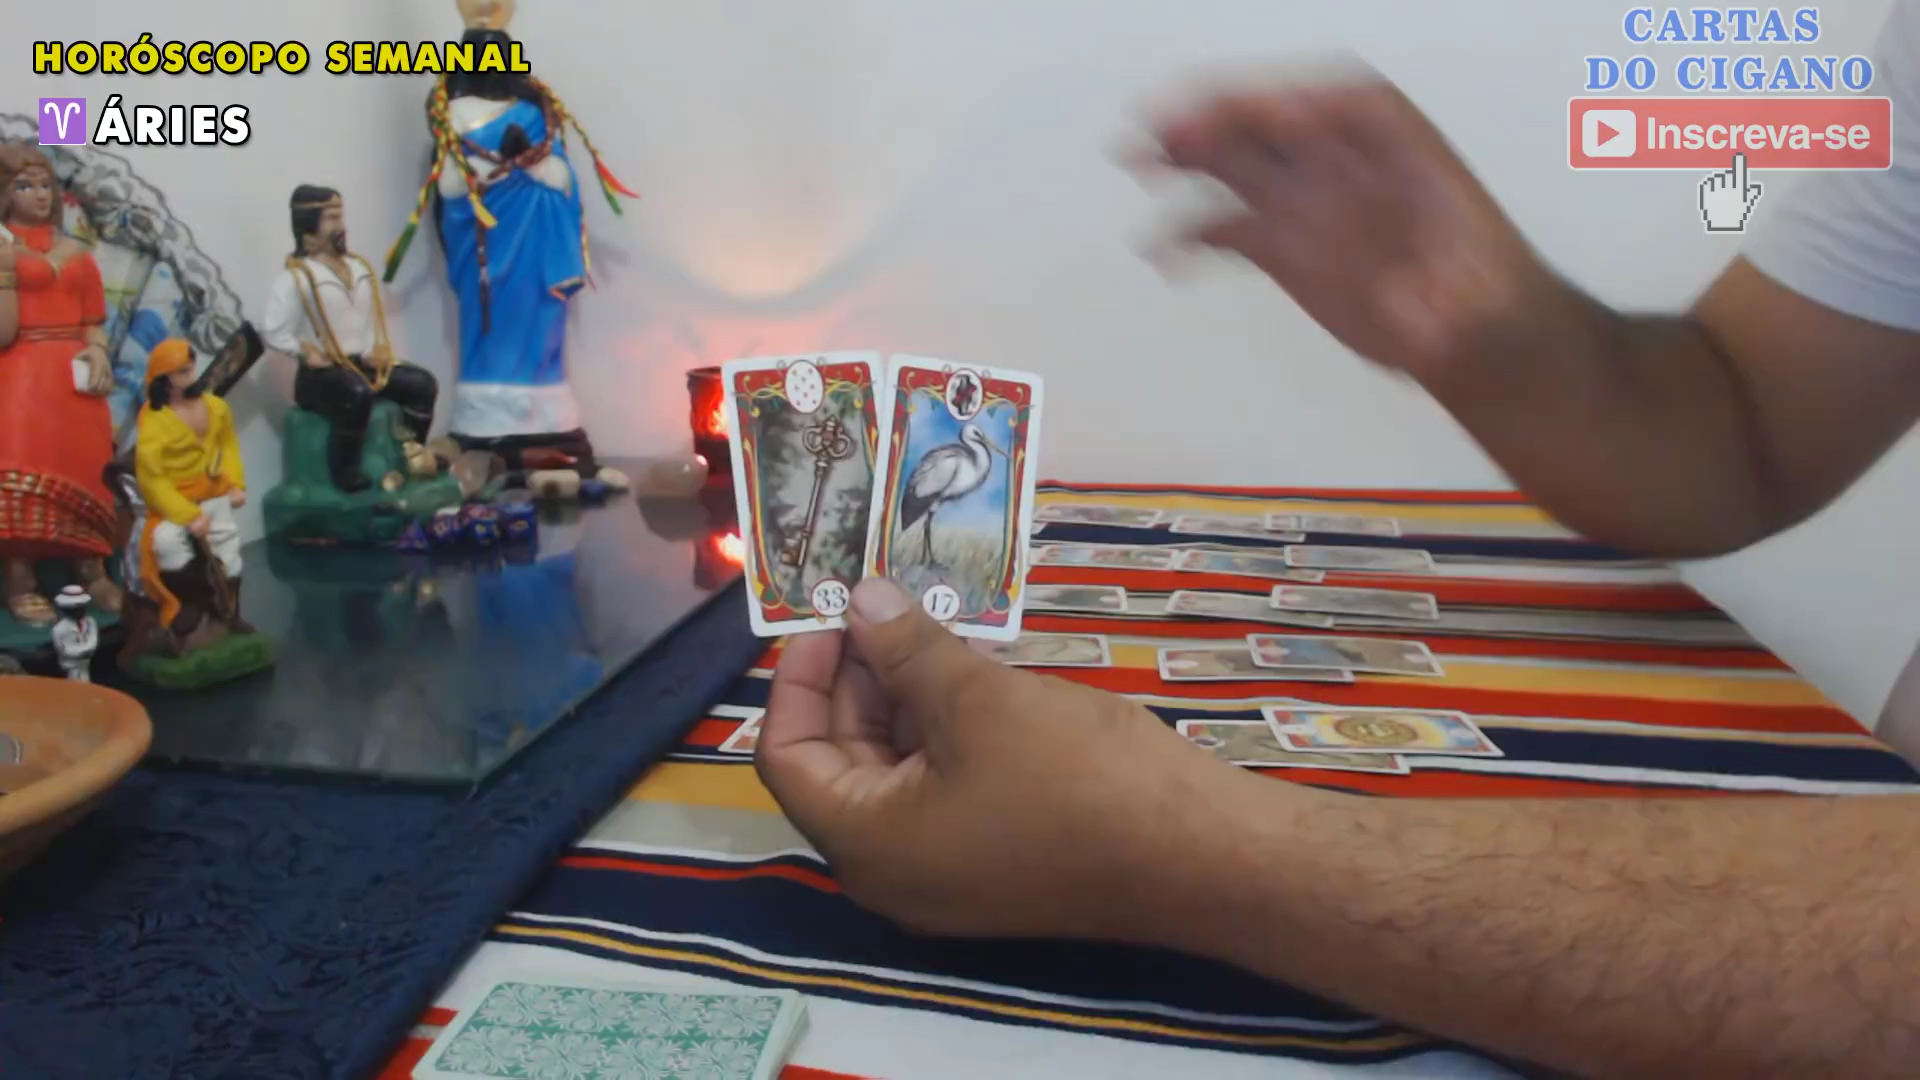 HORÓSCOPO SEMANAL
♈ ÁRIES
CARTAS
DO CIGANO
Inscreva-se
33
17